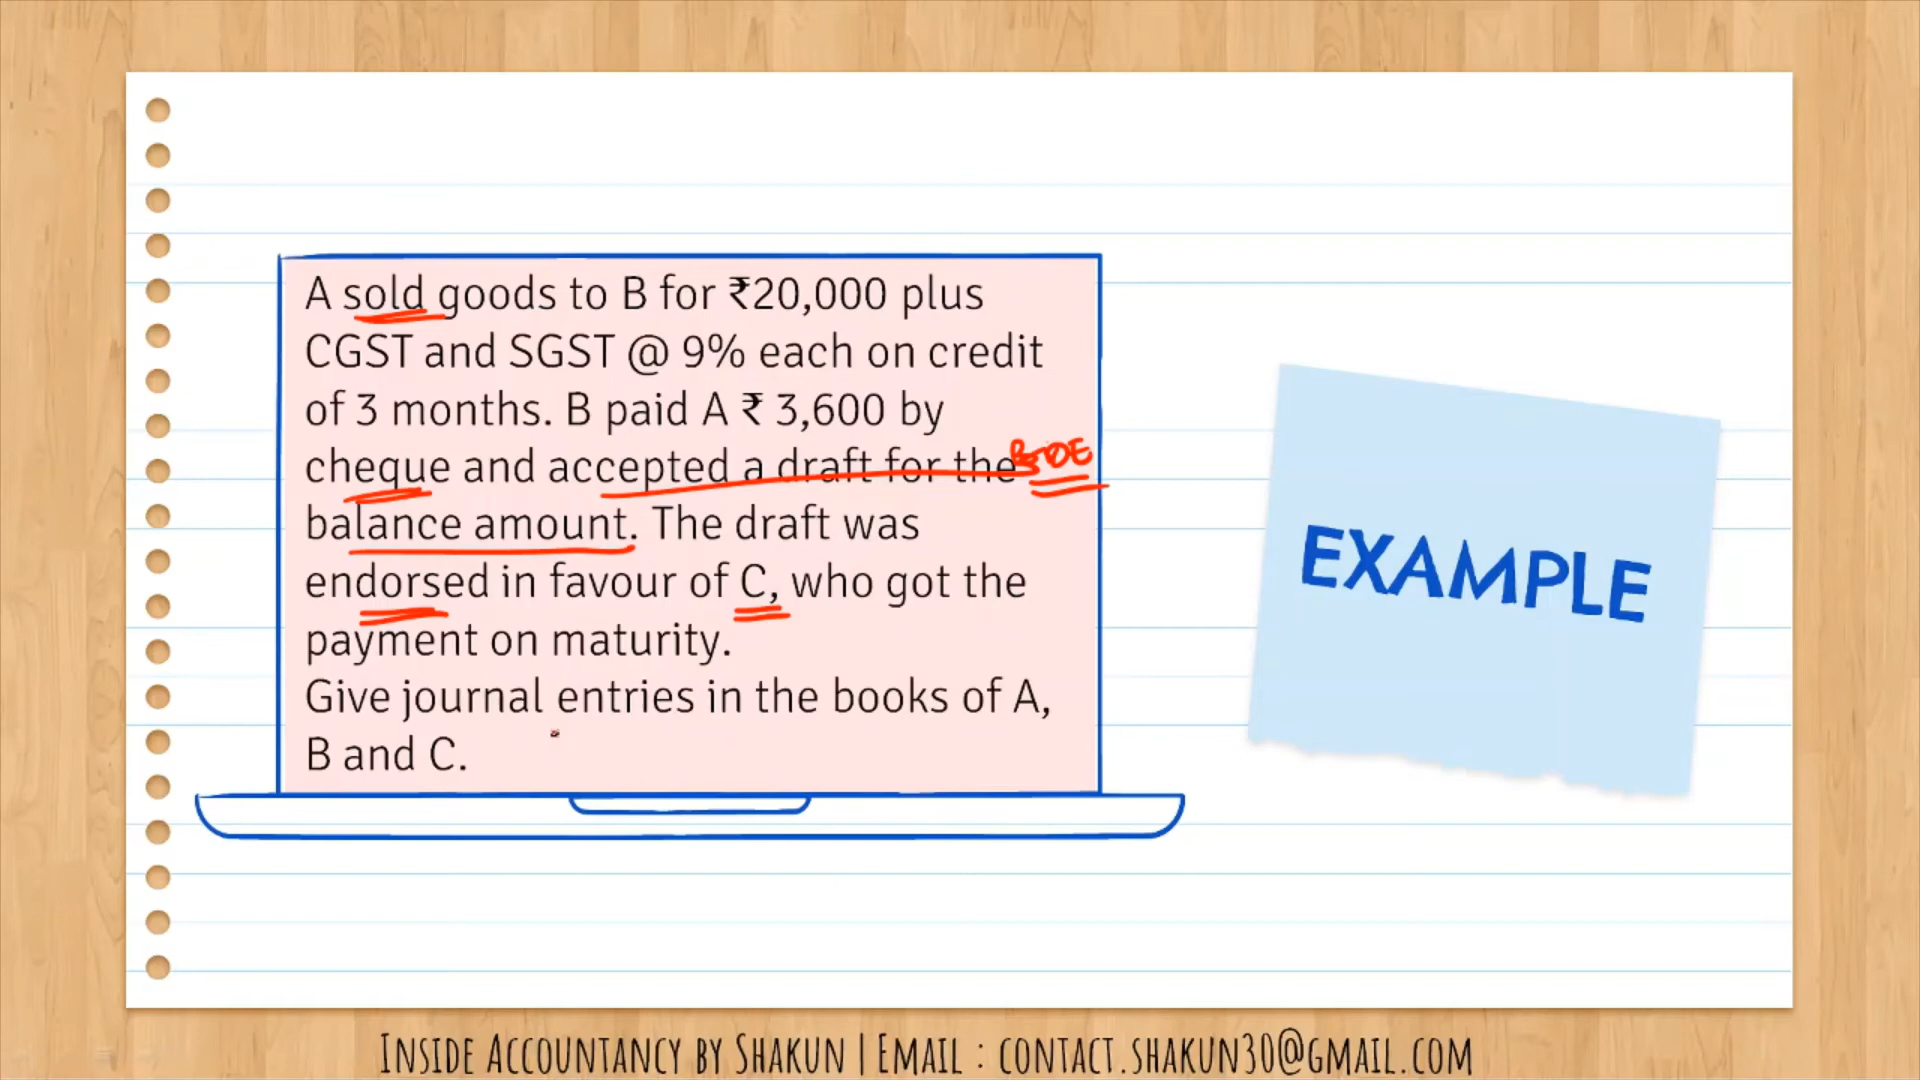 A sold goods to B for ₹20,000 plus
CGST and SGST @ 9% each on credit
of 3 months. B paid A ₹ 3,600 by
cheque and accepted a draft for the
BOE
balance amount. The draft was
endorsed in favour of C, who got the
payment on maturity.
Give journal entries in the books of A,
B and C.
EXAMPLE
INSIDE ACCOUNTANCY BY SHAKUN | EMAIL : CONTACT.SHAKUN30@GMAIL.COM